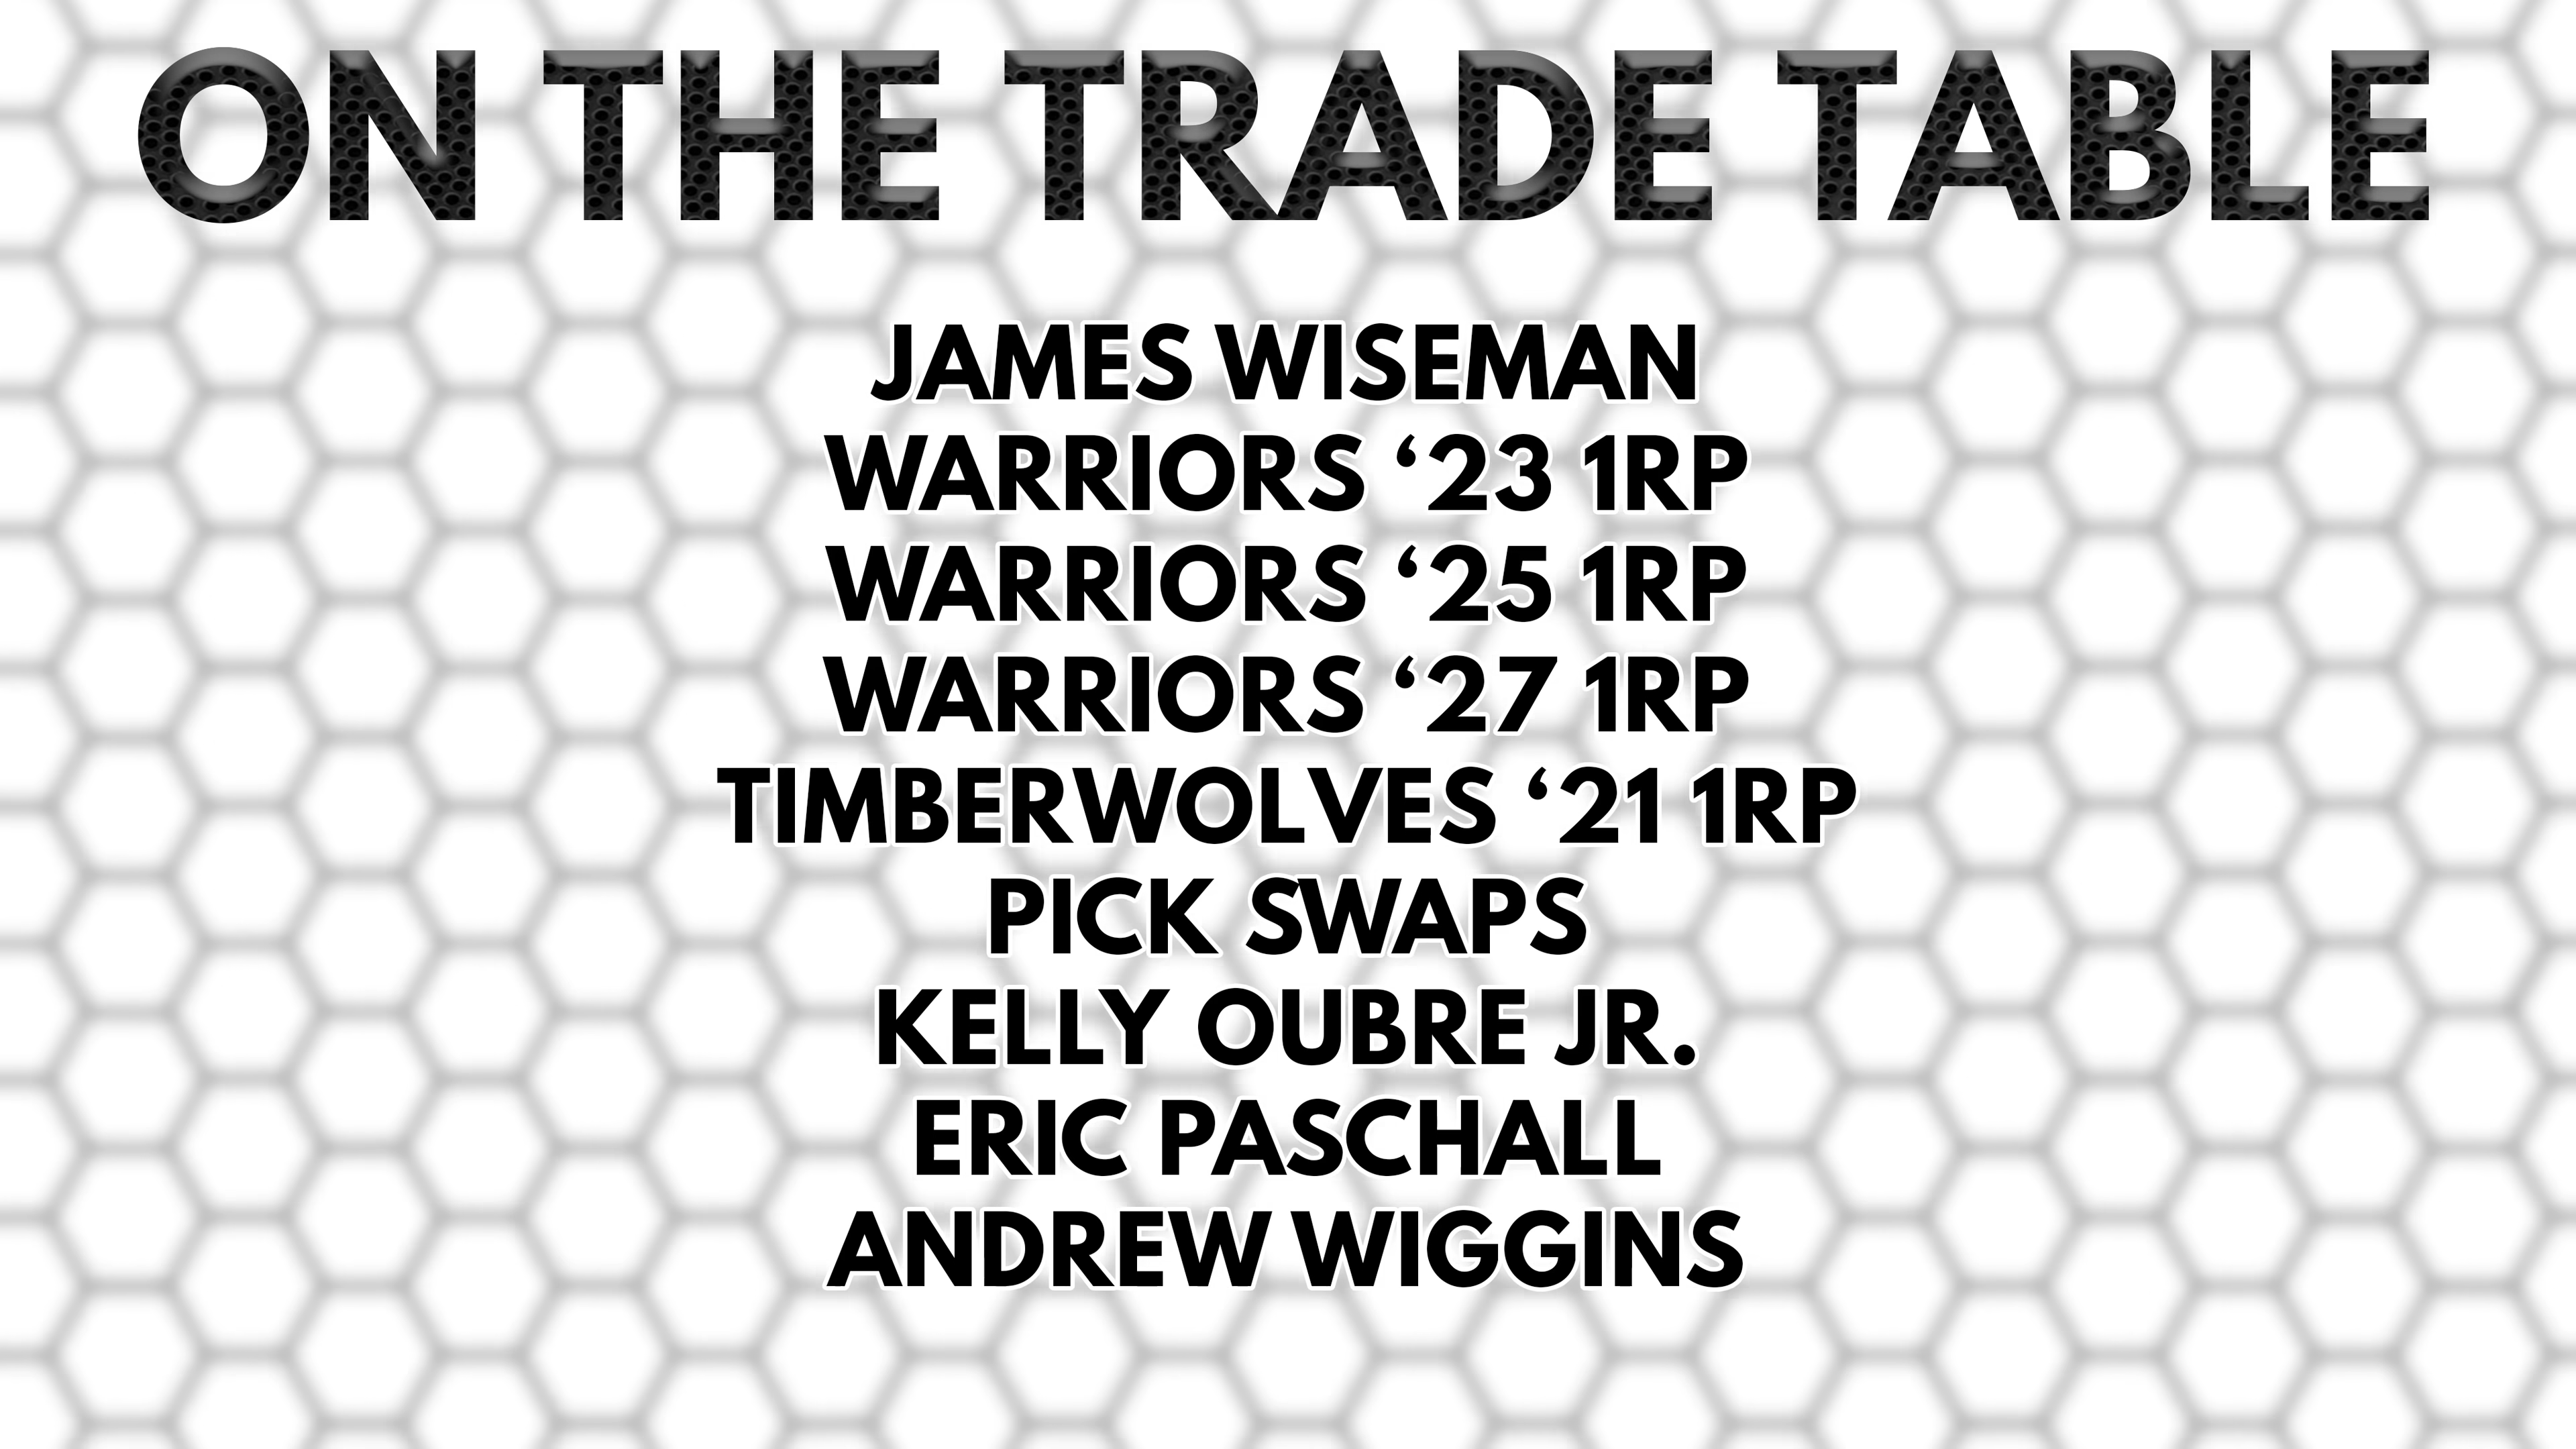 ON THE TRADE TABLE
JAMES WISEMAN
WARRIORS ‘23 1RP
WARRIORS ‘25 1RP
WARRIORS ‘27 1RP
TIMBERWOLVES ‘21 1RP
PICK SWAPS
KELLY OUBRE JR.
ERIC PASCHALL
ANDREW WIGGINS